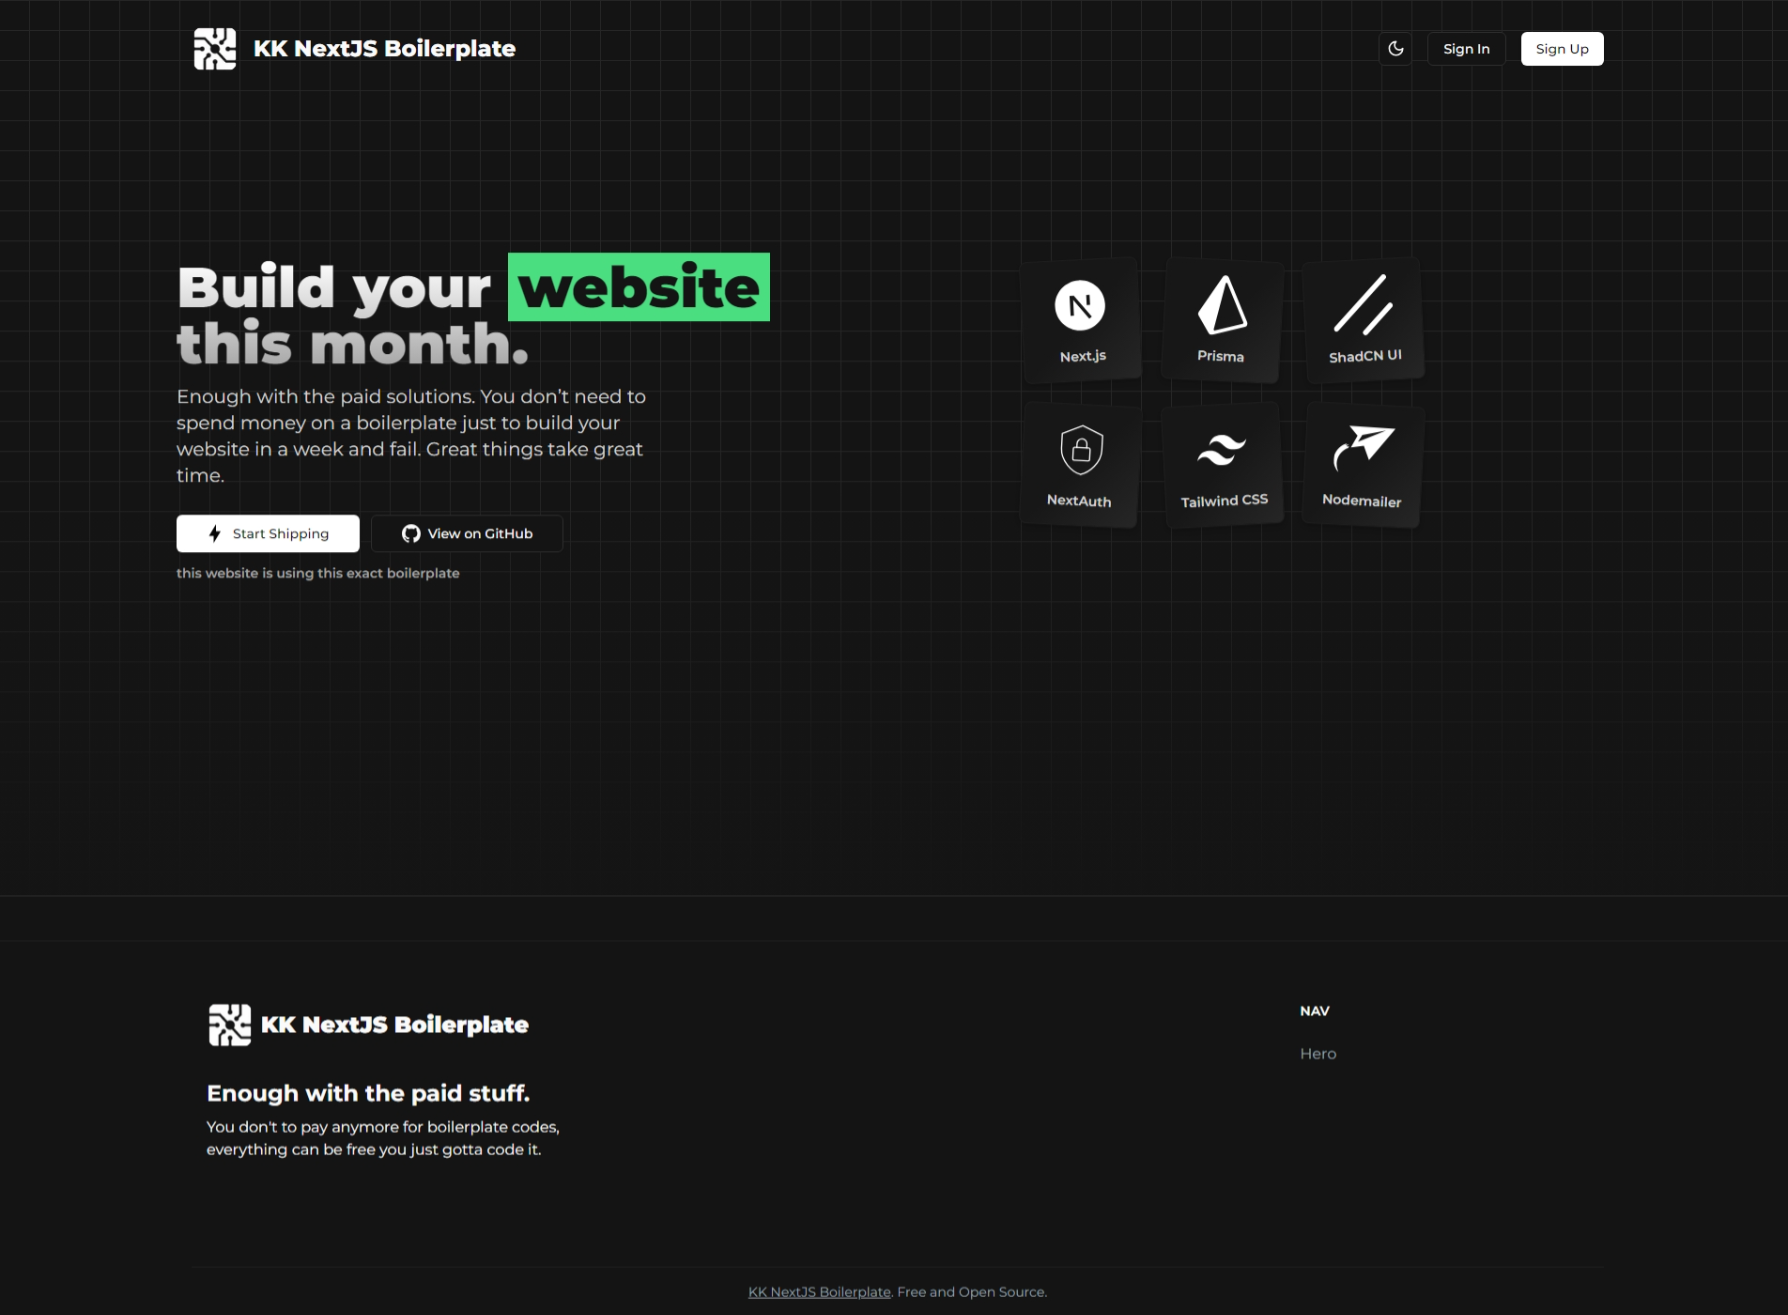 KK NextJS Boilerplate
Sign In
Sign Up
Build your website
this month.
Enough with the paid solutions. You don't need to
spend money on a boilerplate just to build your
website in a week and fail. Great things take great
time.
Start Shipping
View on GitHub
this website is using this exact boilerplate
Next.js
Prisma
ShadCN UI
NextAuth
Tailwind CSS
Nodemailer
KK NextJS Boilerplate
Enough with the paid stuff.
You don't to pay anymore for boilerplate codes,
everything can be free you just gotta code it.
NAV
Hero
KK NextJS Boilerplate. Free and Open Source.